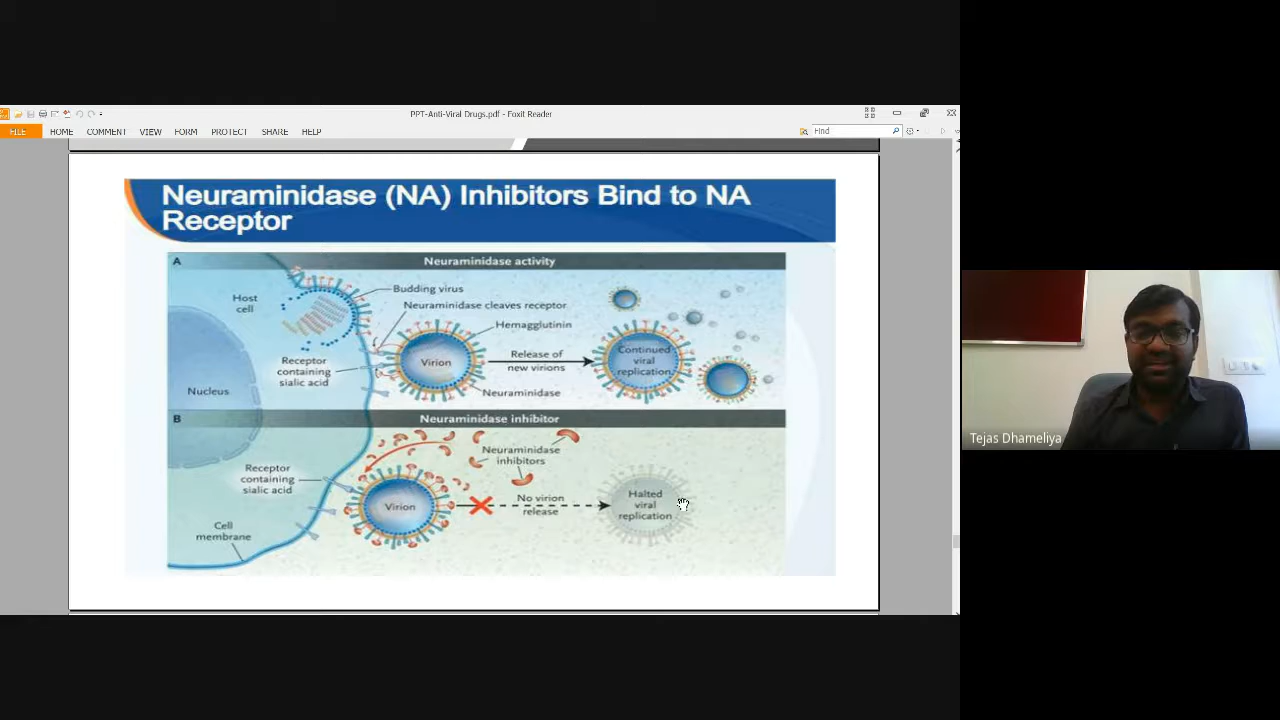 PPT-Anti-Viral Drugs.pdf - Foxit Reader
FILE HOME COMMENT VIEW FORM PROTECT SHARE HELP
Find
Neuraminidase (NA) Inhibitors Bind to NA
Receptor
A
Neuraminidase activity
Host
cell
Budding virus
Neuraminidase cleaves receptor
Hemagglutinin
Receptor
containing
sialic acid
Virion
Release of
new virions
Continued
viral
replication
Nucleus
Neuraminidase
B
Neuraminidase inhibitor
Neuraminidase
inhibitors
Receptor
containing
sialic acid
Virion
No virion
release
Halted
viral
replication
Cell
membrane
Tejas Dhameliya